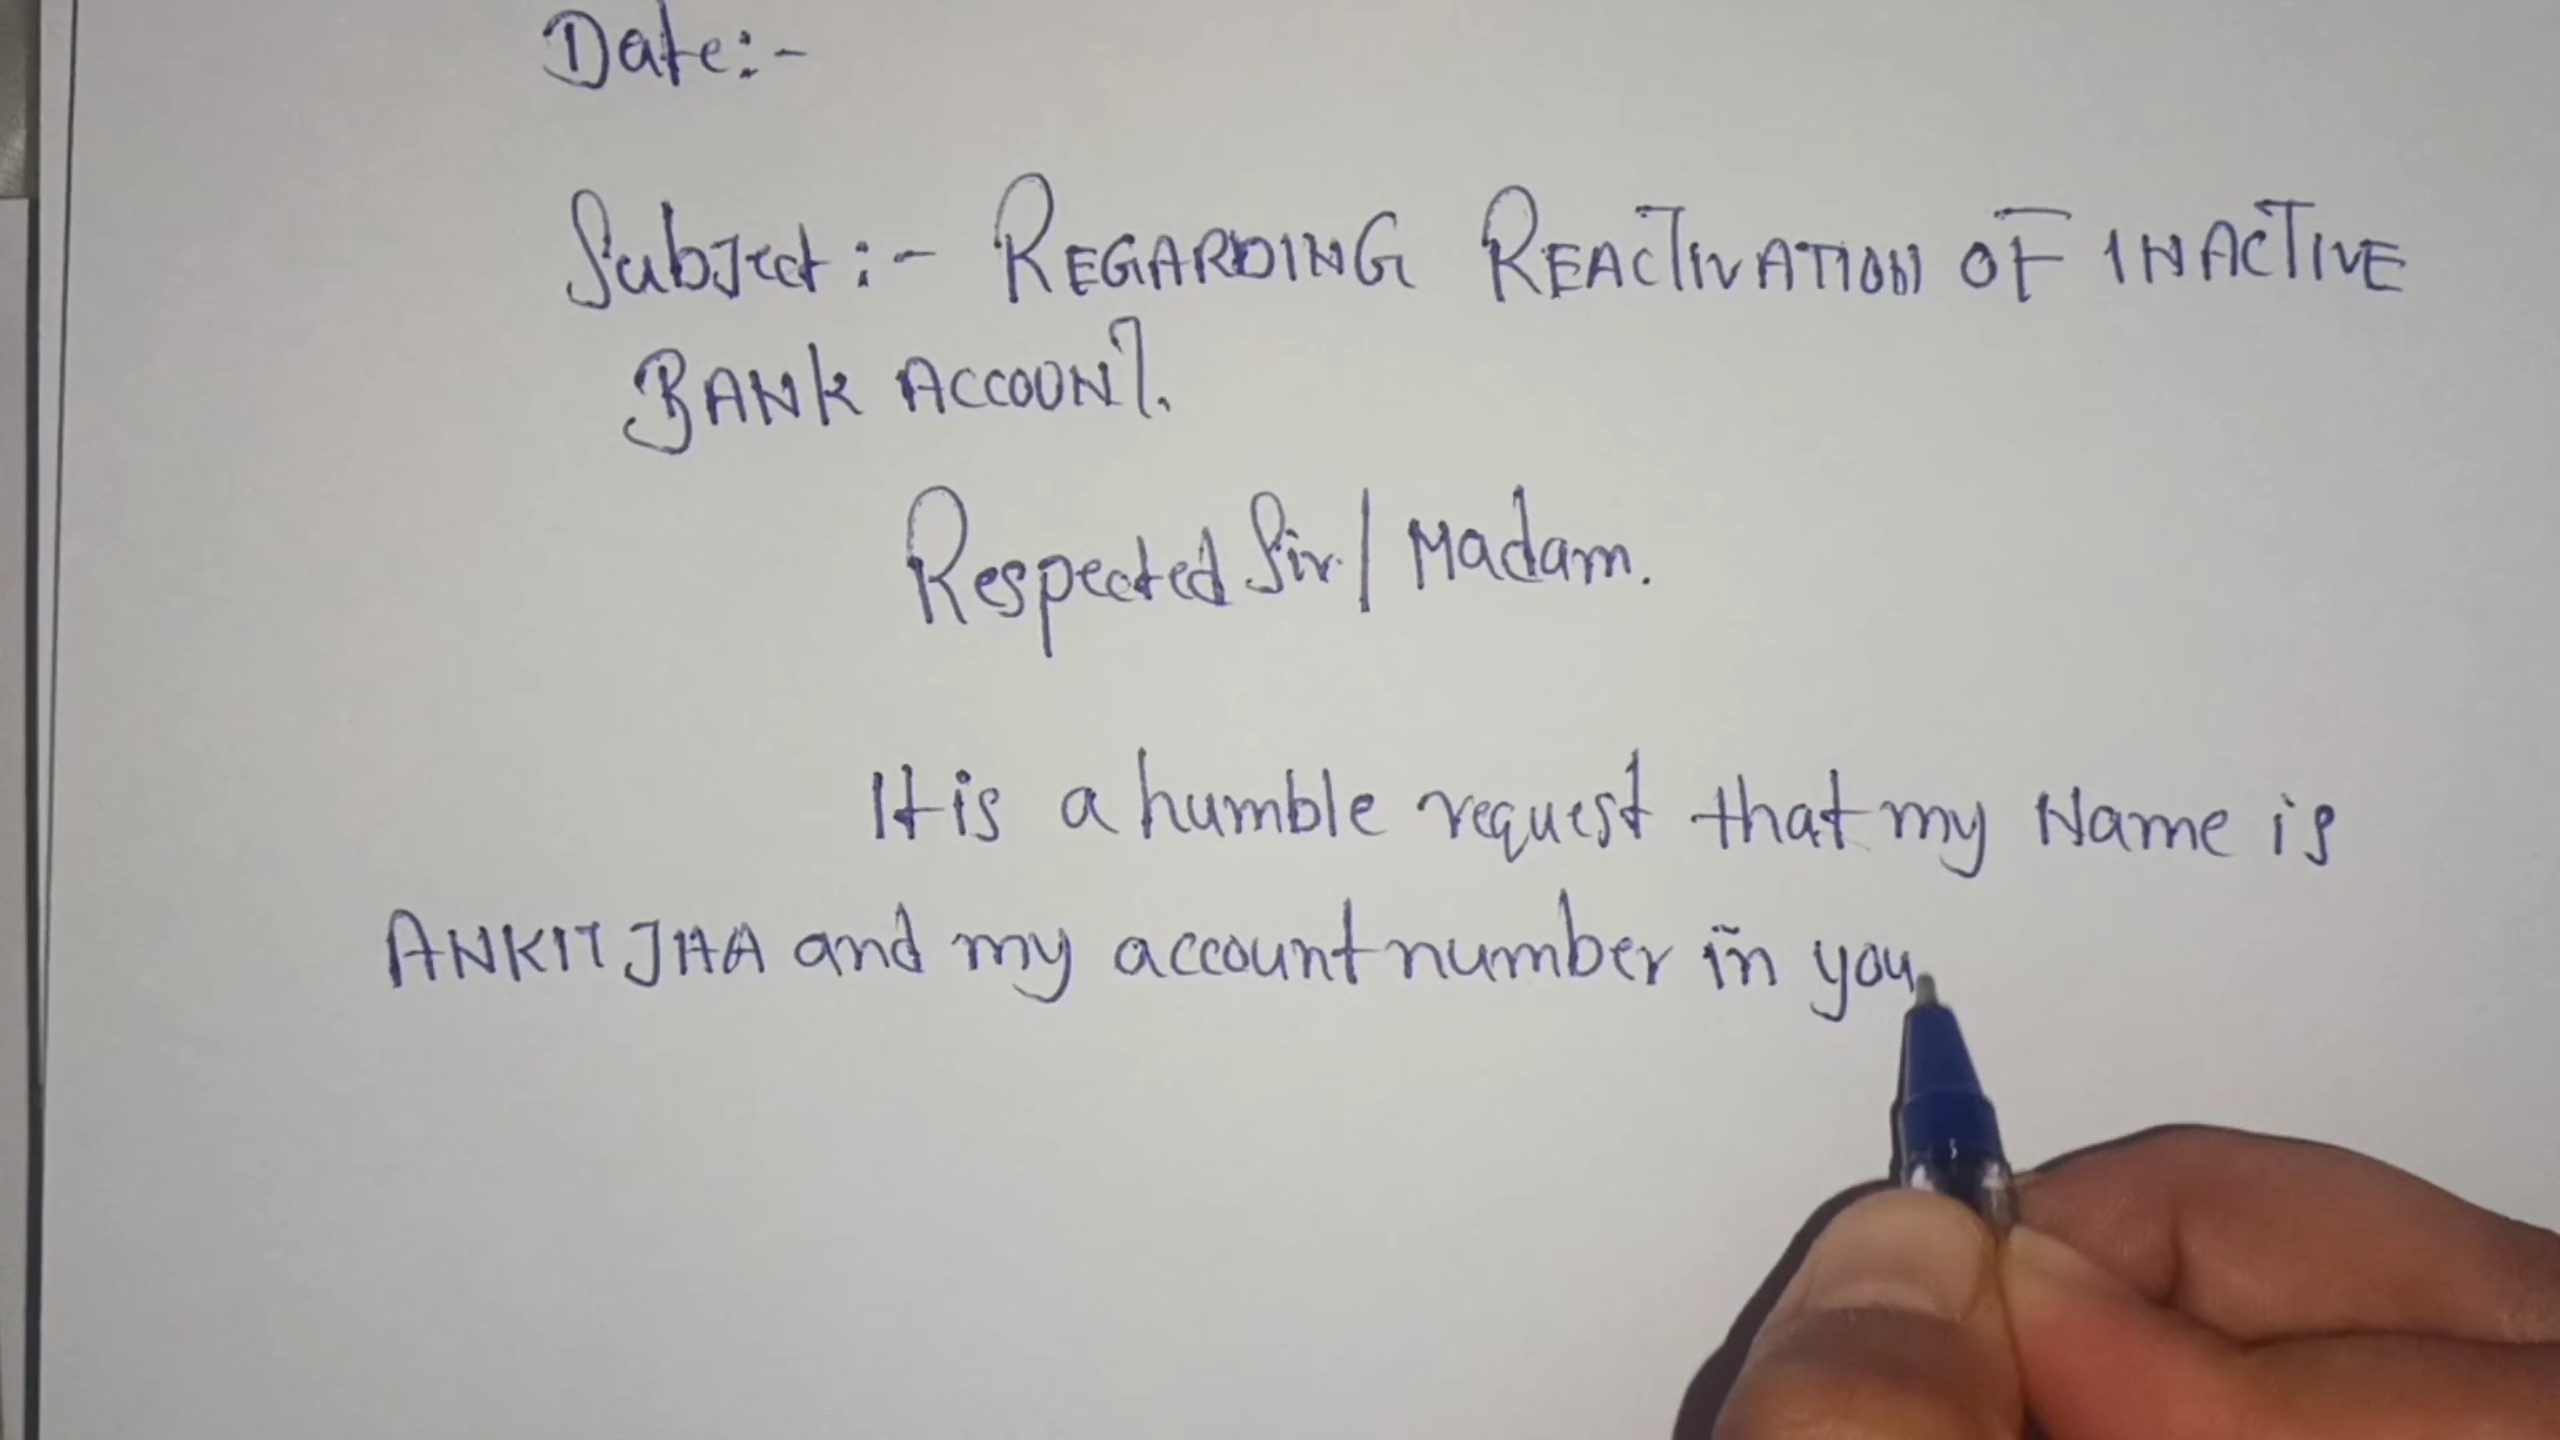 Date:-
Subject:- REGARDING REACTIVATION OF INACTIVE
BANK ACCOUNT.
Respected Sir/Madam.
It is a humble request that my Name is
ANKIT JHA and my account number in you